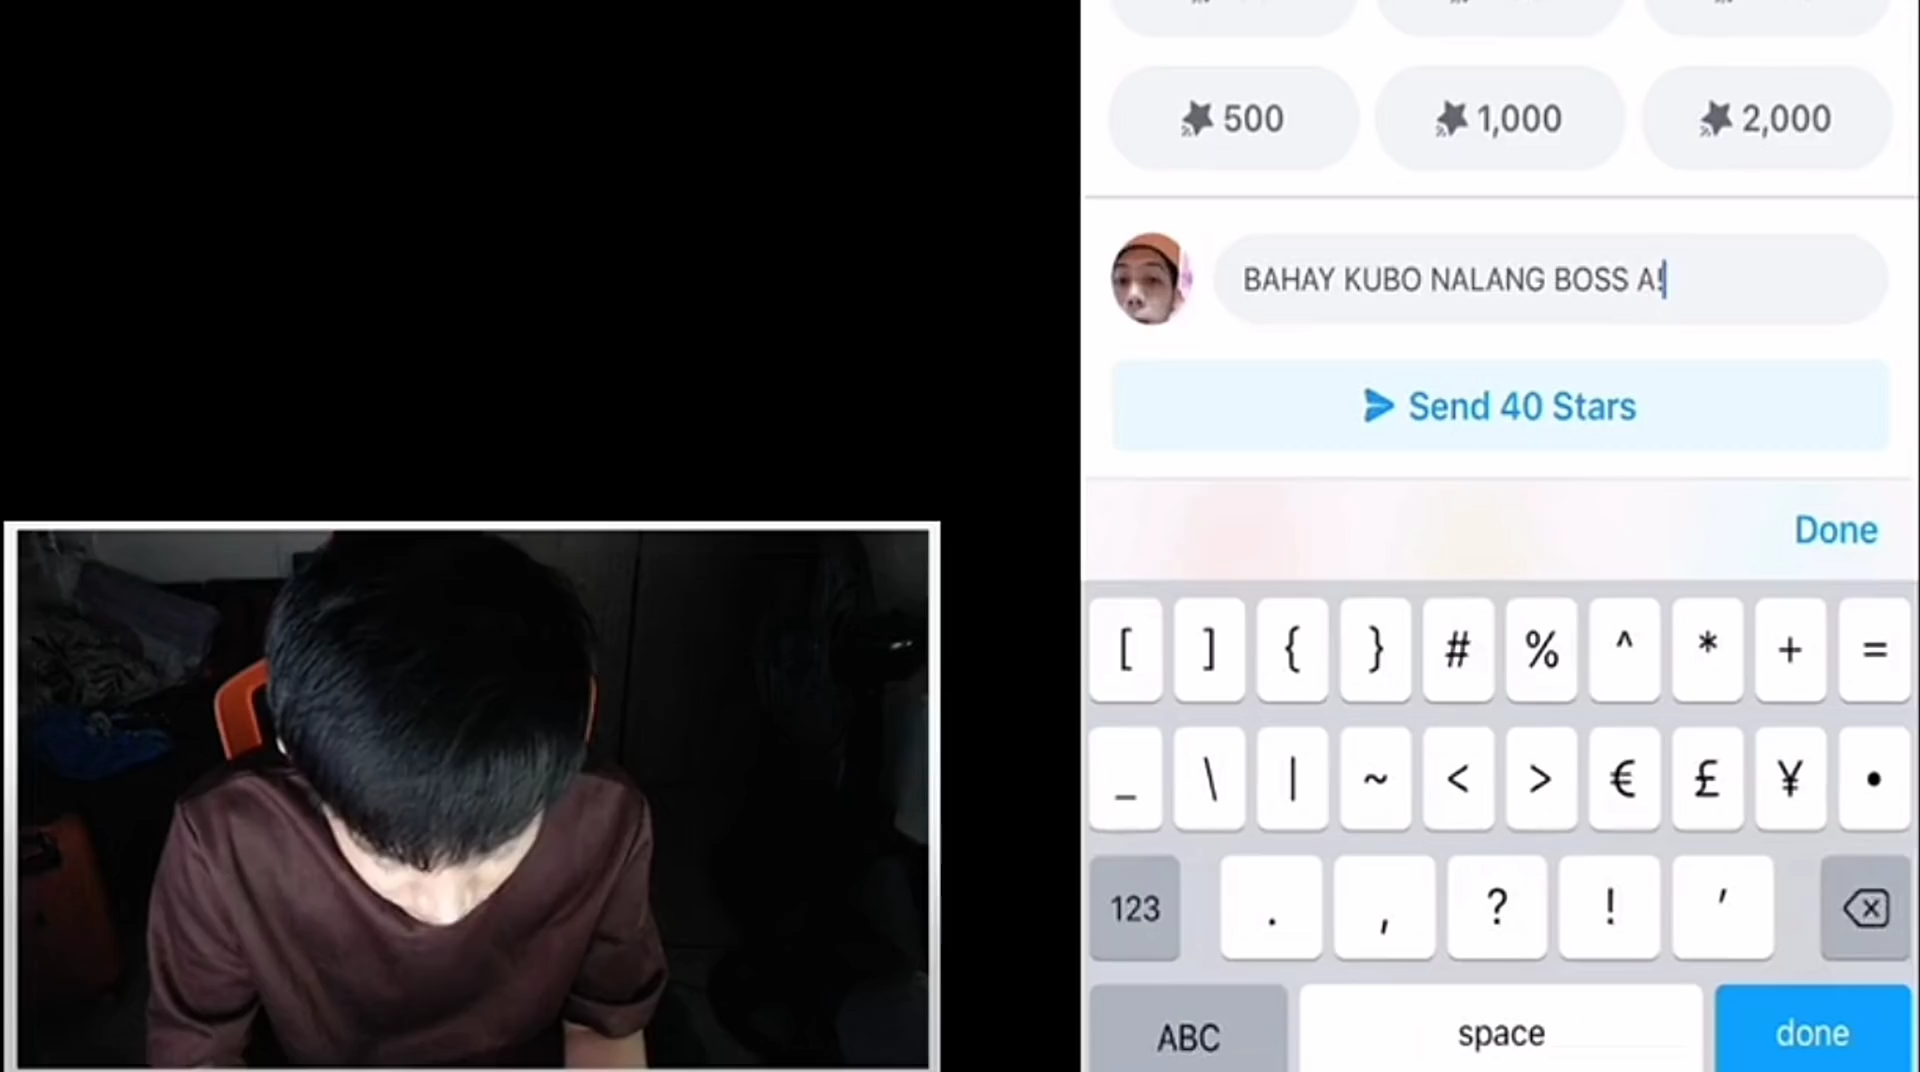 500 1,000 2,000
BAHAY KUBO NALANG BOSS A!
Send 40 Stars
Done
[ ] { } # % ^ * + =
_ \ | ~ < > € £ ¥ •
123 . , ? ! '
ABC space done